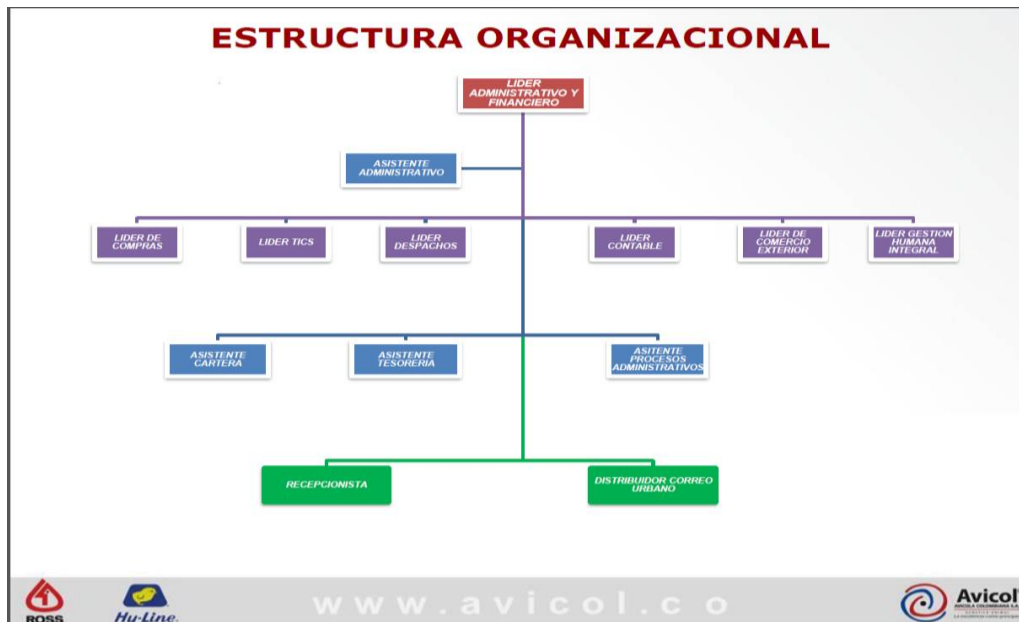 ESTRUCTURA ORGANIZACIONAL
LIDER
ADMINISTRATIVO Y
FINANCIERO
ASISTENTE
ADMINISTRATIVO
LIDER DE
COMPRAS
LIDER TICS
LIDER
DESPACHOS
LIDER
CONTABLE
LIDER DE
COMERCIO
EXTERIOR
LIDER GESTION
HUMANA
INTEGRAL
ASISTENTE
CARTERA
ASISTENTE
TESORERIA
ASITENTE
PROCESOS
ADMINISTRATIVOS
RECEPCIONISTA
DISTRIBUIDOR CORREO
URBANO
ROSS
Hy-Line.
www.avicol.co
Avicol
AVICOLA COLOMBIANA S.A.